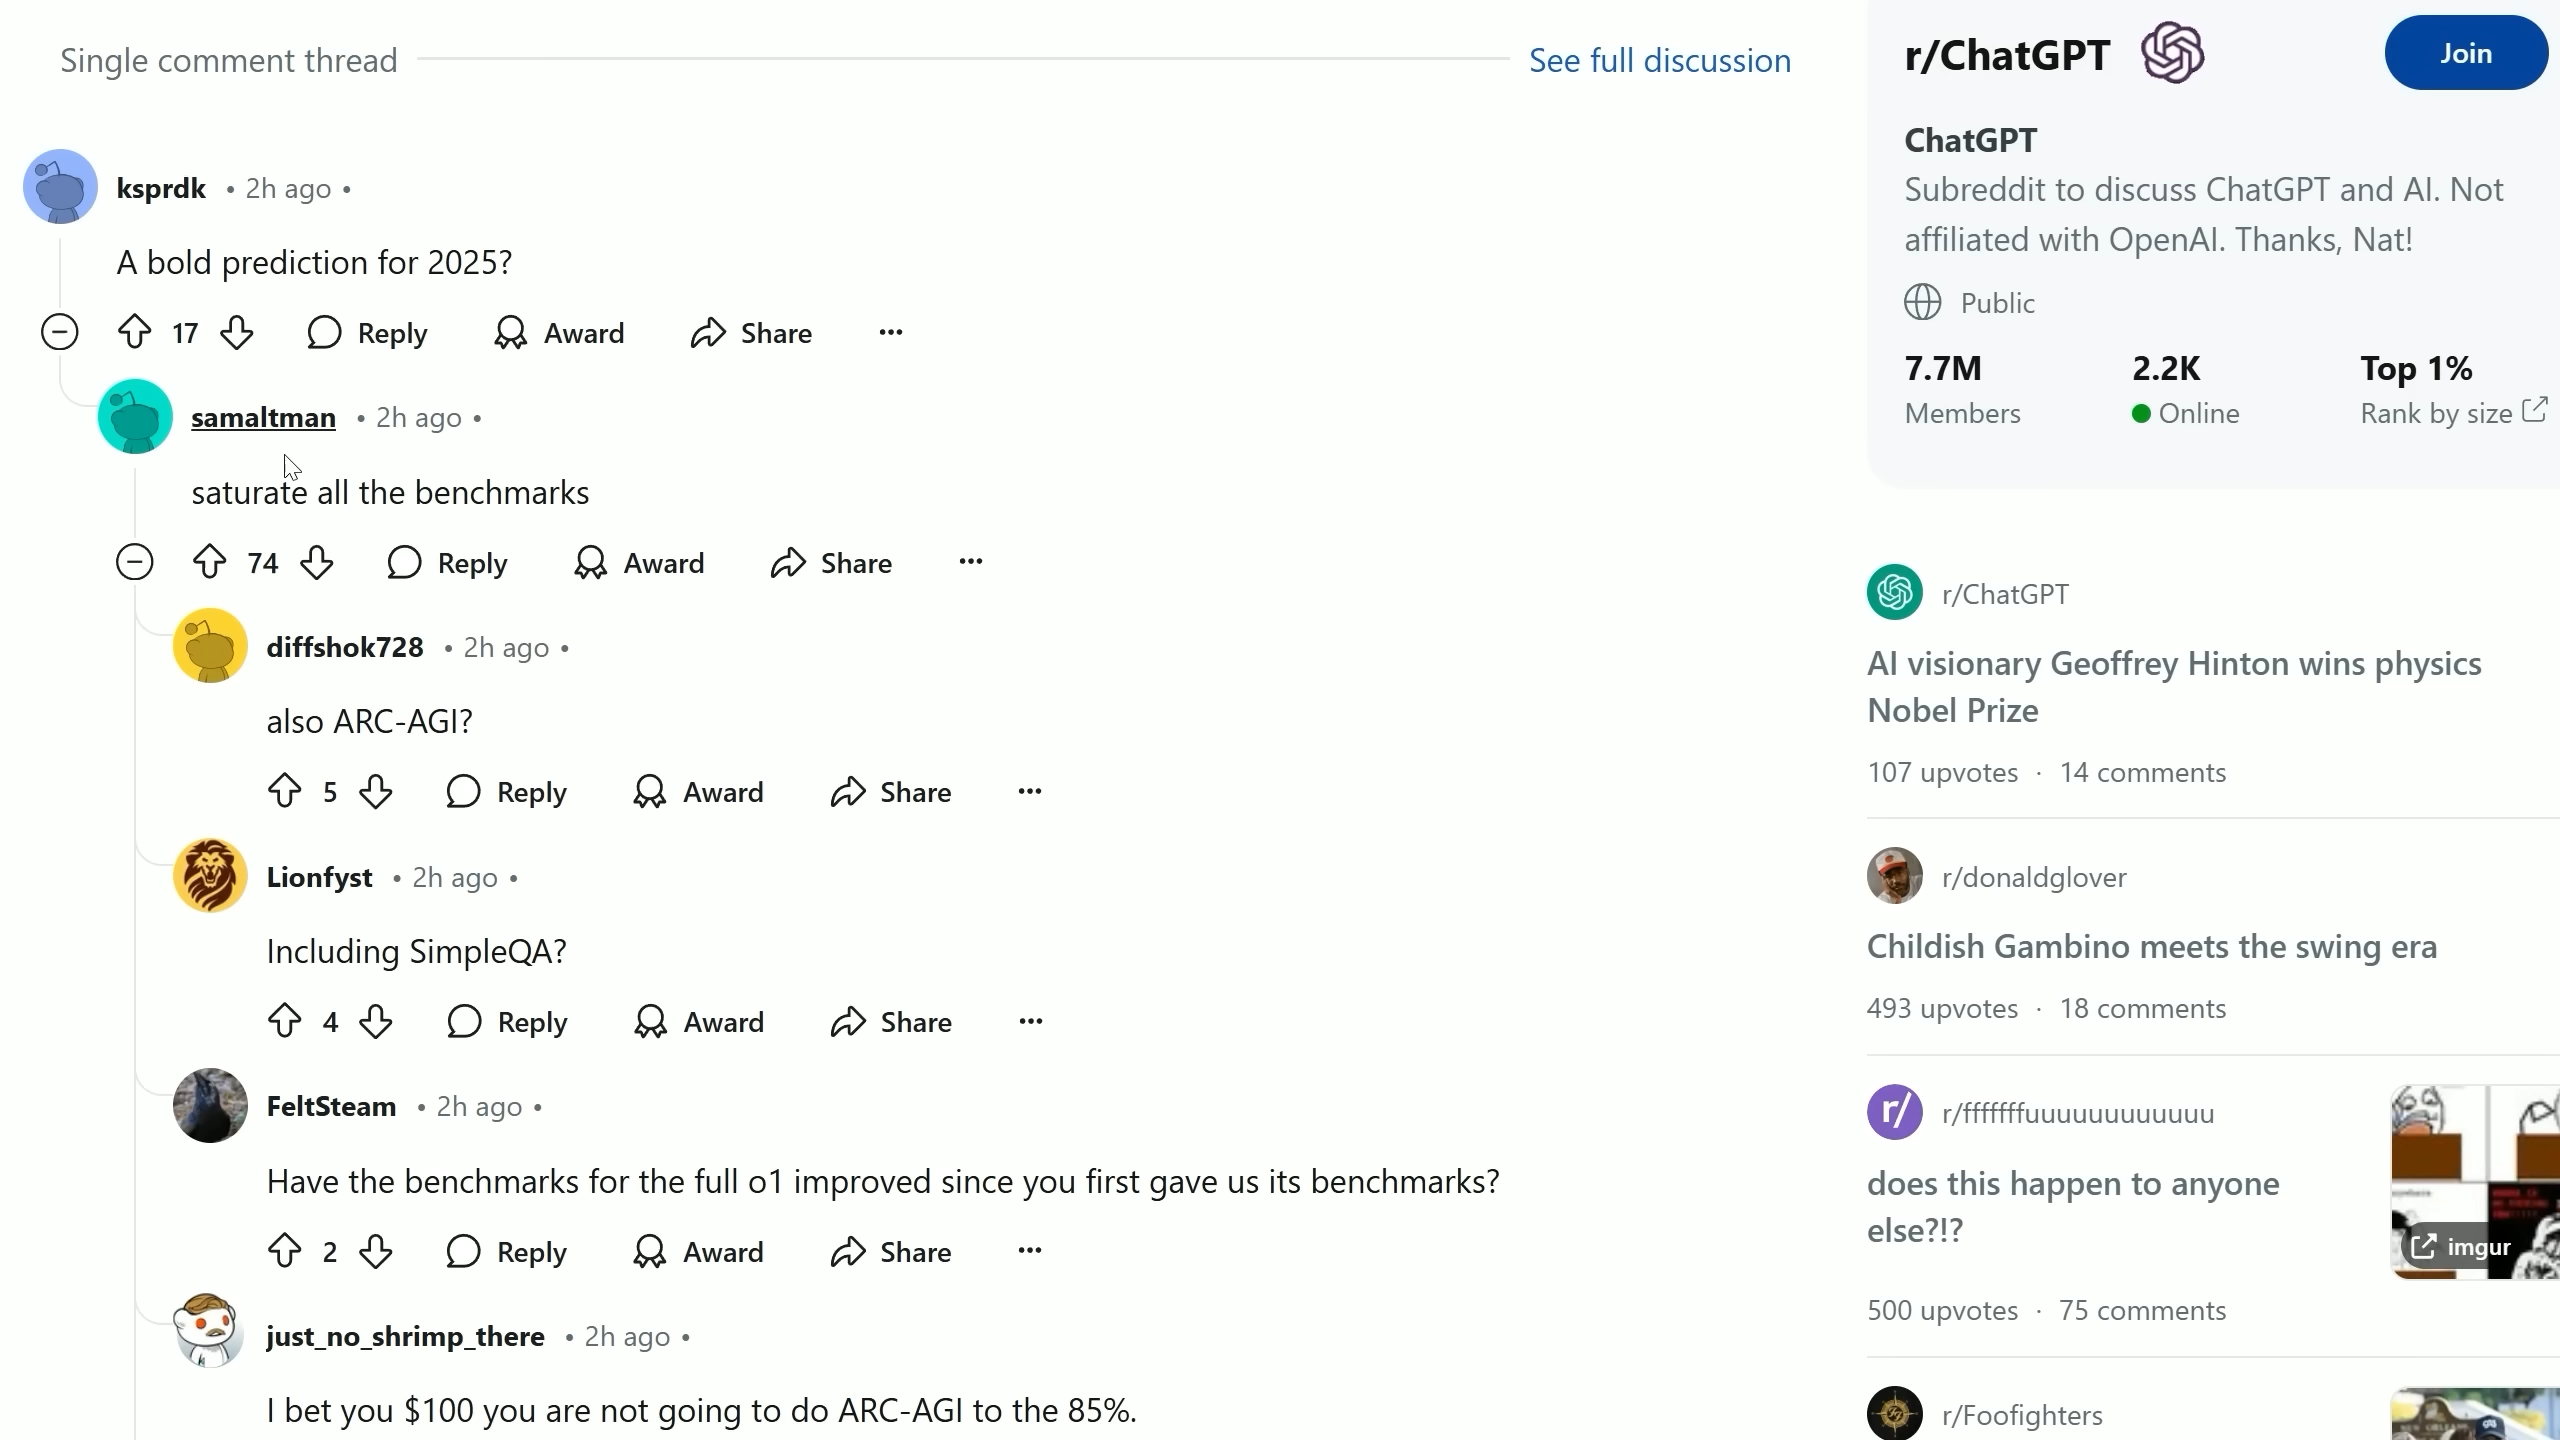 Single comment thread
See full discussion
ksprdk • 2h ago •
A bold prediction for 2025?
17 Reply Award Share
samaltman • 2h ago •
saturate all the benchmarks
74 Reply Award Share
diffshok728 • 2h ago •
also ARC-AGI?
5 Reply Award Share
Lionfyst • 2h ago •
Including SimpleQA?
4 Reply Award Share
FeltSteam • 2h ago •
Have the benchmarks for the full o1 improved since you first gave us its benchmarks?
2 Reply Award Share
just_no_shrimp_there • 2h ago •
I bet you $100 you are not going to do ARC-AGI to the 85%.
r/ChatGPT
Join
ChatGPT
Subreddit to discuss ChatGPT and AI. Not
affiliated with OpenAI. Thanks, Nat!
Public
7.7M 2.2K Top 1%
Members Online Rank by size
r/ChatGPT
AI visionary Geoffrey Hinton wins physics
Nobel Prize
107 upvotes · 14 comments
r/donaldglover
Childish Gambino meets the swing era
493 upvotes · 18 comments
r/
r/fffffffuuuuuuuuuuuu
does this happen to anyone
else?!?
imgur
500 upvotes · 75 comments
r/Foofighters